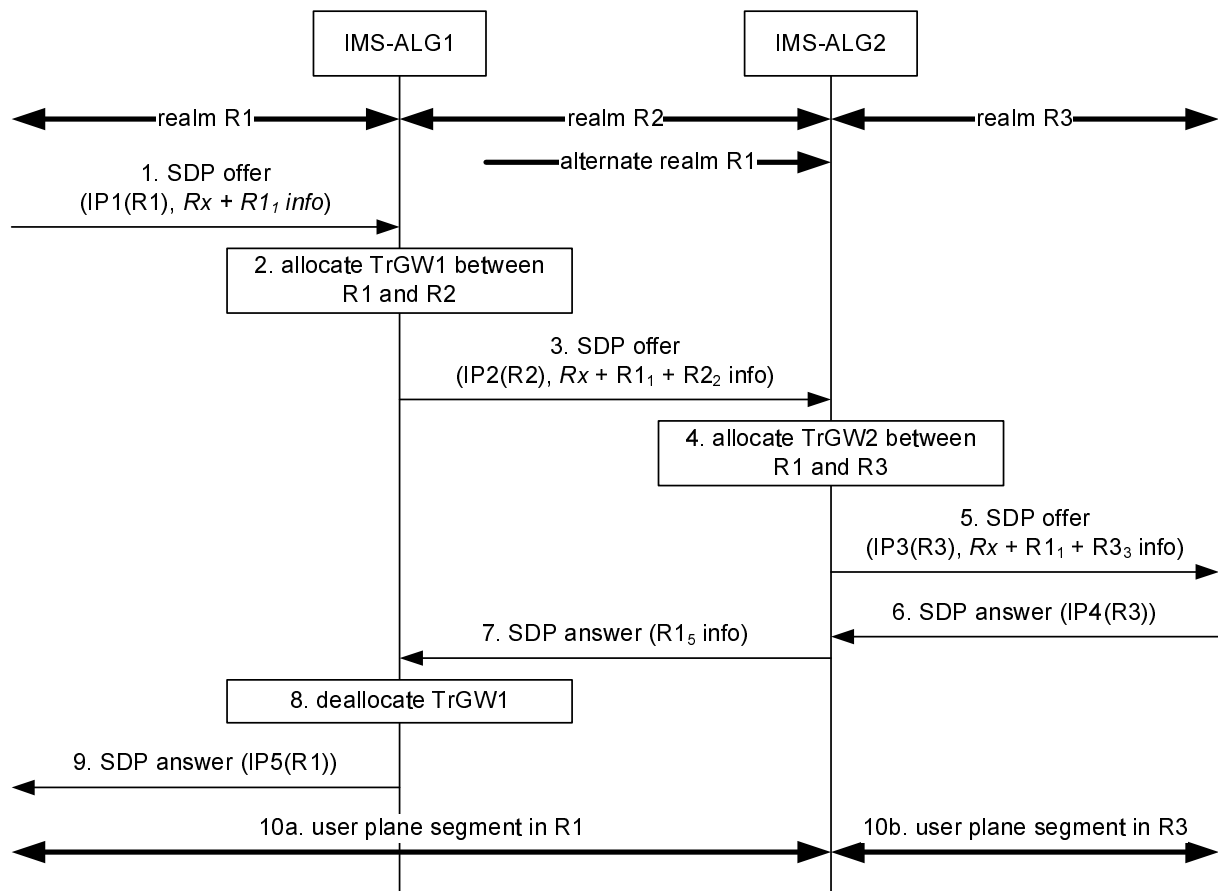 IMS-ALG1
IMS-ALG2
realm R1
realm R2
realm R3
alternate realm R1
1. SDP offer
(IP1(R1), Rx + R1₁ info)
2. allocate TrGW1 between
R1 and R2
3. SDP offer
(IP2(R2), Rx + R1₁ + R2₂ info)
4. allocate TrGW2 between
R1 and R3
5. SDP offer
(IP3(R3), Rx + R1₁ + R3₃ info)
6. SDP answer (IP4(R3))
7. SDP answer (R1₅ info)
8. deallocate TrGW1
9. SDP answer (IP5(R1))
10a. user plane segment in R1
10b. user plane segment in R3